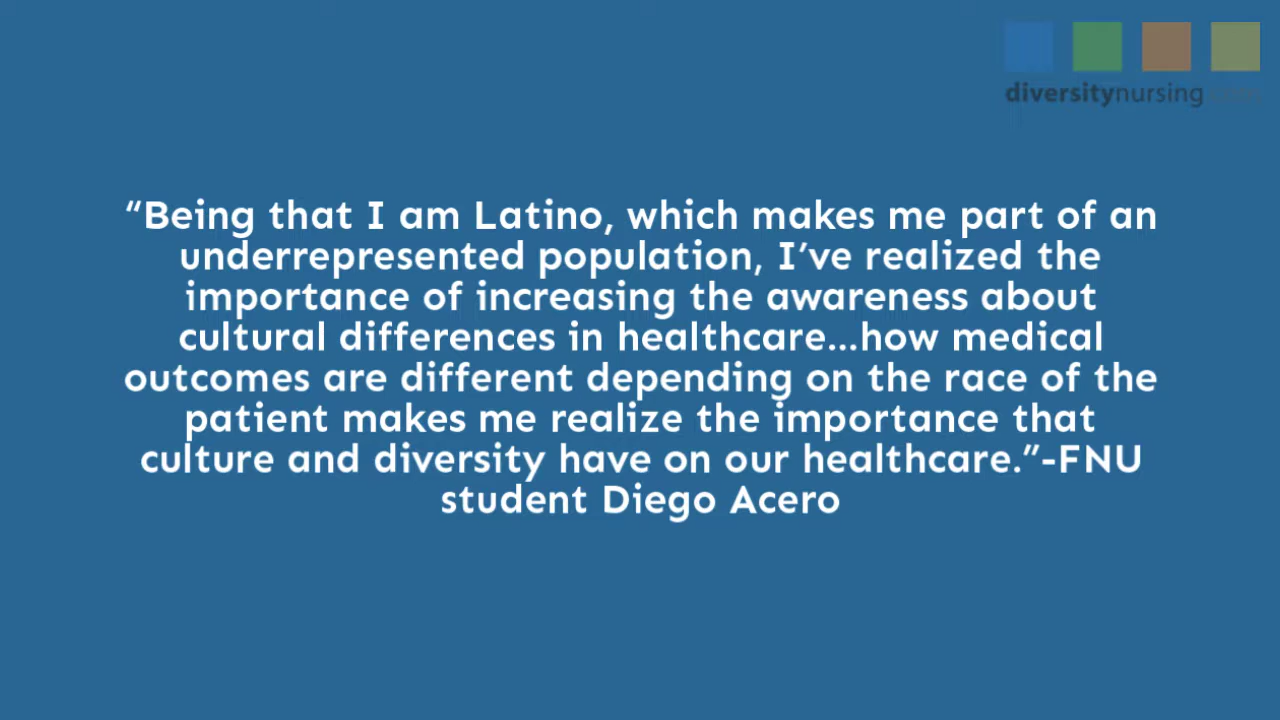 diversitynursing.com
“Being that I am Latino, which makes me part of an
underrepresented population, I’ve realized the
importance of increasing the awareness about
cultural differences in healthcare...how medical
outcomes are different depending on the race of the
patient makes me realize the importance that
culture and diversity have on our healthcare.”-FNU
student Diego Acero